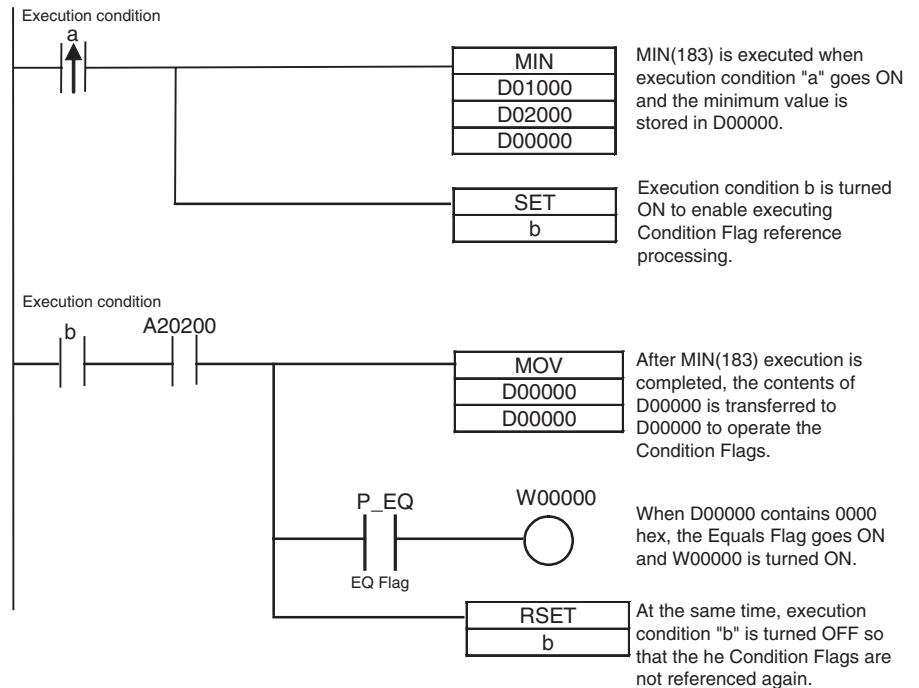 Execution condition
a
MIN
D01000
D02000
D00000
MIN(183) is executed when
execution condition "a" goes ON
and the minimum value is
stored in D00000.
SET
b
Execution condition b is turned
ON to enable executing
Condition Flag reference
processing.
Execution condition
b
A20200
MOV
D00000
D00000
After MIN(183) execution is
completed, the contents of
D00000 is transferred to
D00000 to operate the
Condition Flags.
P_EQ
EQ Flag
W00000
When D00000 contains 0000
hex, the Equals Flag goes ON
and W00000 is turned ON.
RSET
b
At the same time, execution
condition "b" is turned OFF so
that the he Condition Flags are
not referenced again.